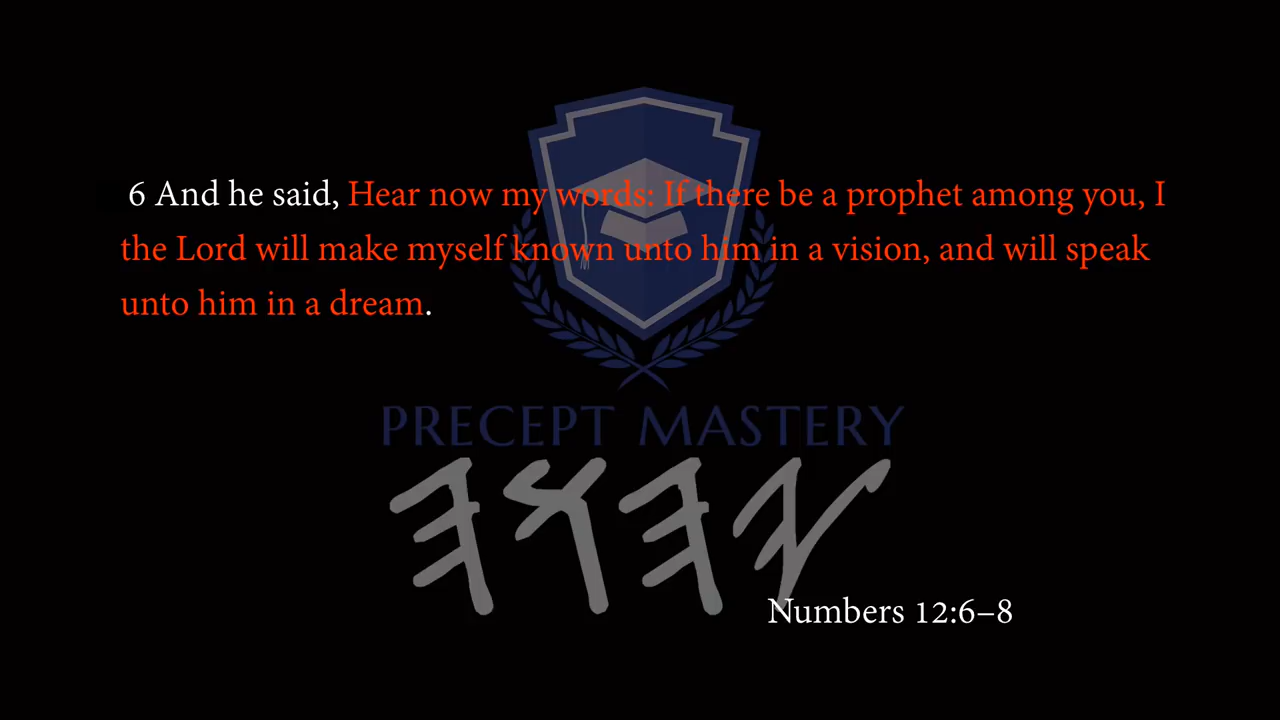 6 And he said, Hear now my words: If there be a prophet among you, I
the Lord will make myself known unto him in a vision, and will speak
unto him in a dream.
PRECEPT MASTERY
𐤉𐤄𐤅𐤄
Numbers 12:6–8